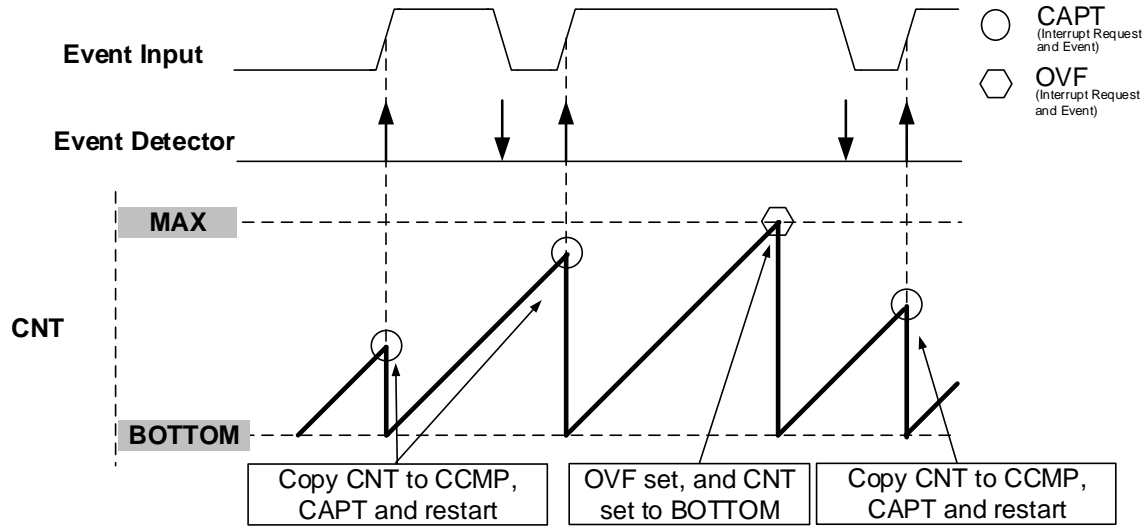 CAPT
(Interrupt Request
and Event)
OVF
(Interrupt Request
and Event)
Event Input
Event Detector
MAX
CNT
BOTTOM
Copy CNT to CCMP,
CAPT and restart
OVF set, and CNT
set to BOTTOM
Copy CNT to CCMP,
CAPT and restart